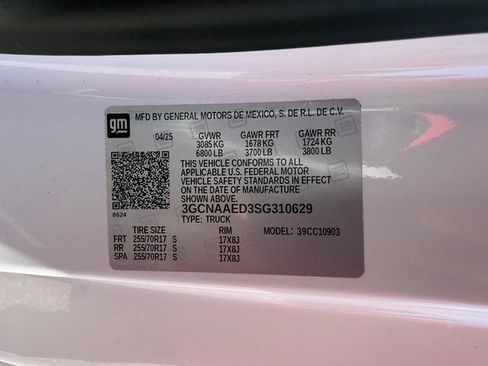 gm
MFD BY GENERAL MOTORS DE MEXICO, S. DE R.L. DE C.V.
04/25 GVWR GAWR FRT GAWR RR
3085 KG 1678 KG 1724 KG
6800 LB 3700 LB 3800 LB
THIS VEHICLE CONFORMS TO ALL
APPLICABLE U.S. FEDERAL MOTOR
VEHICLE SAFETY STANDARDS IN EFFECT
ON THE DATE OF MANUFACTURE
SHOWN ABOVE.
3GCNAAED3SG310629
8624 TYPE: TRUCK
TIRE SIZE RIM MODEL: 39CC10903
FRT 255/70R17 S 17X8J
RR 255/70R17 S 17X8J
SPA 255/70R17 S 17X8J